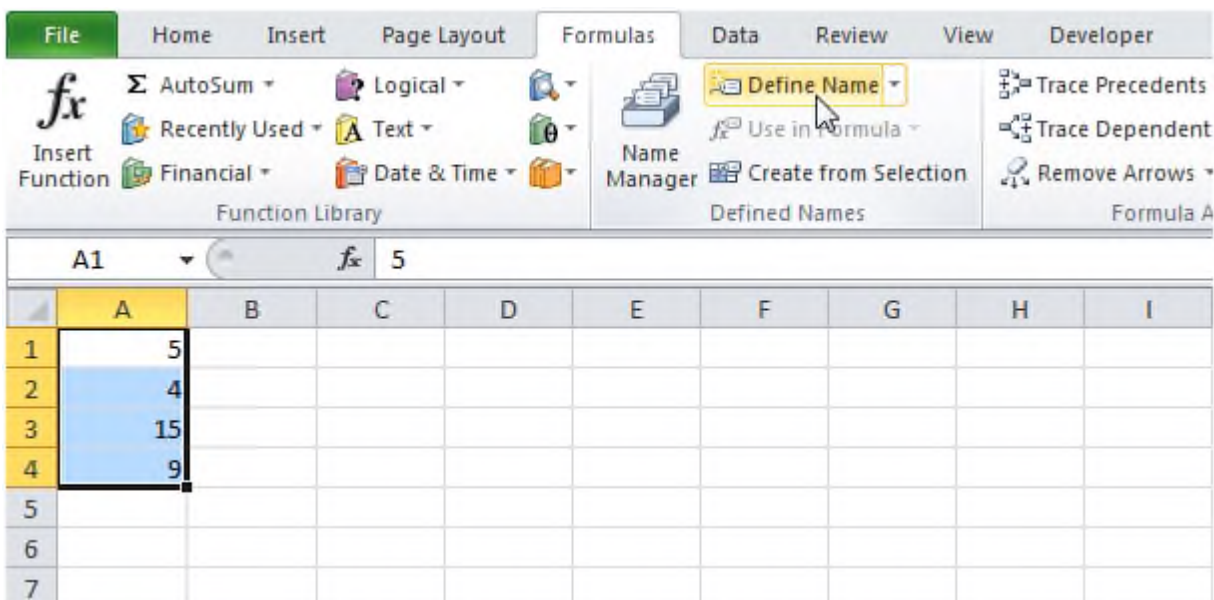 File Home Insert Page Layout Formulas Data Review View Developer
fx Σ AutoSum Logical Define Name Trace Precedents
Recently Used A Text θ Use in Formula Trace Dependent
Insert Function Financial Date & Time Name Manager Create from Selection Remove Arrows
Function Library Defined Names Formula A
A1 fx 5
A B C D E F G H I
1 5
2 4
3 15
4 9
5
6
7